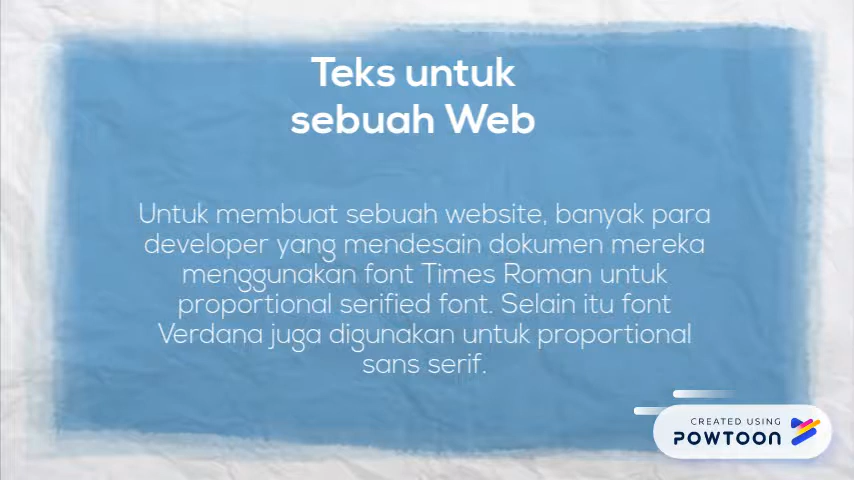 Teks untuk
sebuah Web
Untuk membuat sebuah website, banyak para
developer yang mendesain dokumen mereka
menggunakan font Times Roman untuk
proportional serified font. Selain itu font
Verdana juga digunakan untuk proportional
sans serif.
CREATED USING
POWTOON